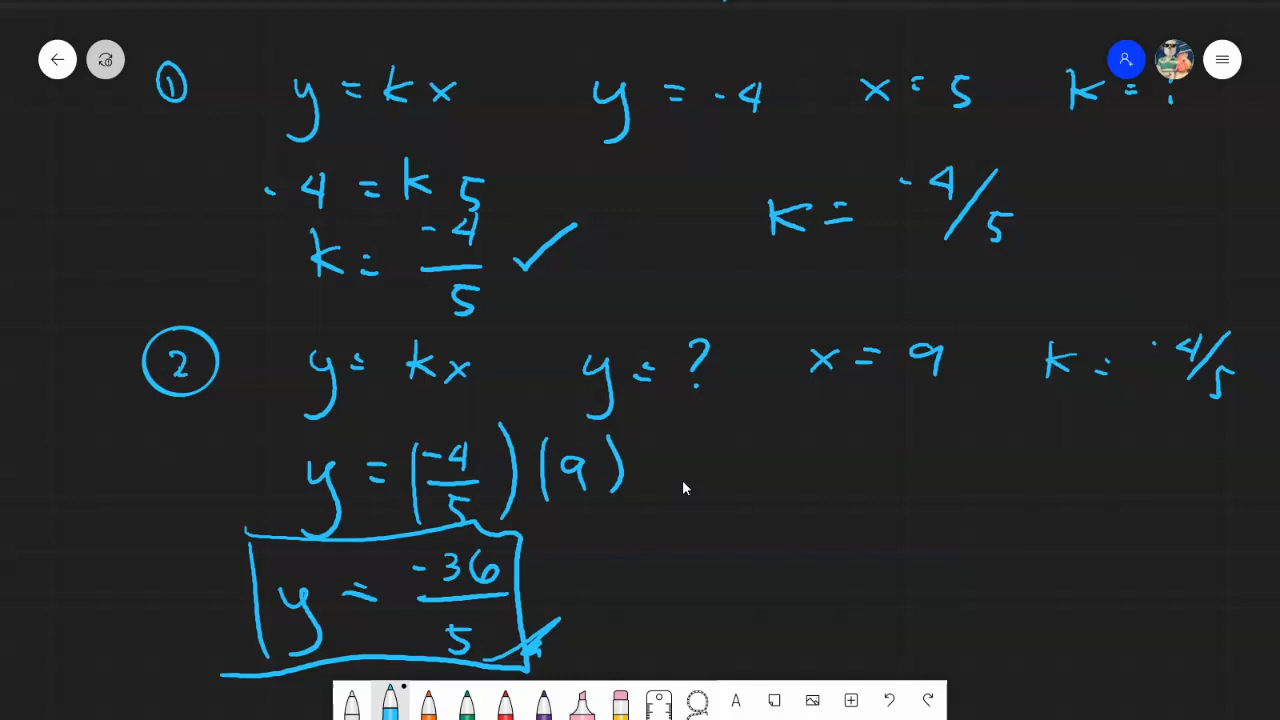 ① y = kx y = -4 x = 5 k = ?
-4 = k 5 k = -4/5
k = -4/5 ✓
② y = kx y = ? x = 9 k = -4/5
y = (-4/5)(9)
y = -36/5
A